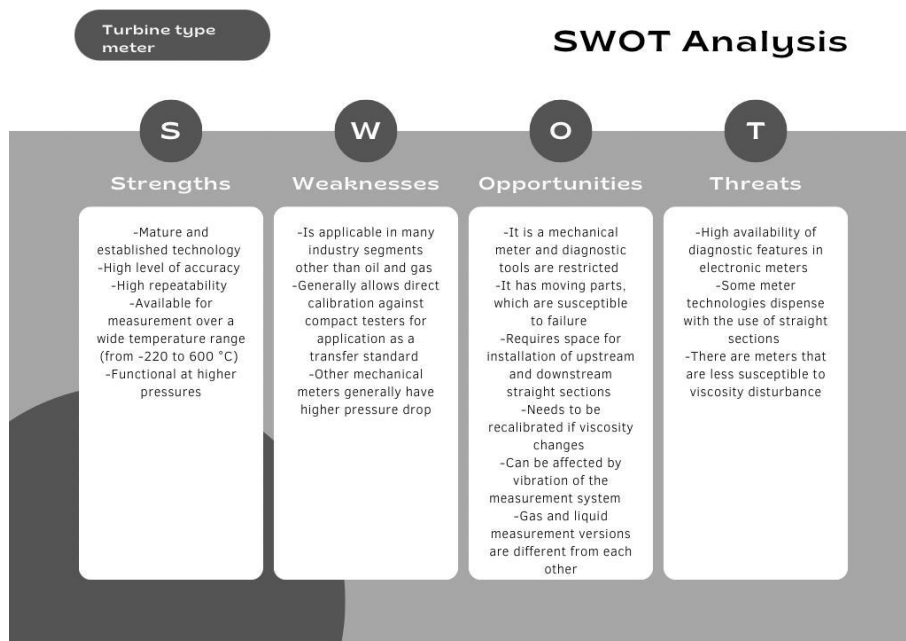 Turbine type
meter
SWOT Analysis
S
Strengths
-Mature and
established technology
-High level of accuracy
-High repeatability
-Available for
measurement over a
wide temperature range
(from -220 to 600 °C)
-Functional at higher
pressures
W
Weaknesses
-Is applicable in many
industry segments
other than oil and gas
-Generally allows direct
calibration against
compact testers for
application as a
transfer standard
-Other mechanical
meters generally have
higher pressure drop
O
Opportunities
-It is a mechanical
meter and diagnostic
tools are restricted
-It has moving parts,
which are susceptible
to failure
-Requires space for
installation of upstream
and downstream
straight sections
-Needs to be
recalibrated if viscosity
changes
-Can be affected by
vibration of the
measurement system
-Gas and liquid
measurement versions
are different from each
other
T
Threats
-High availability of
diagnostic features in
electronic meters
-Some meter
technologies dispense
with the use of straight
sections
-There are meters that
are less susceptible to
viscosity disturbance